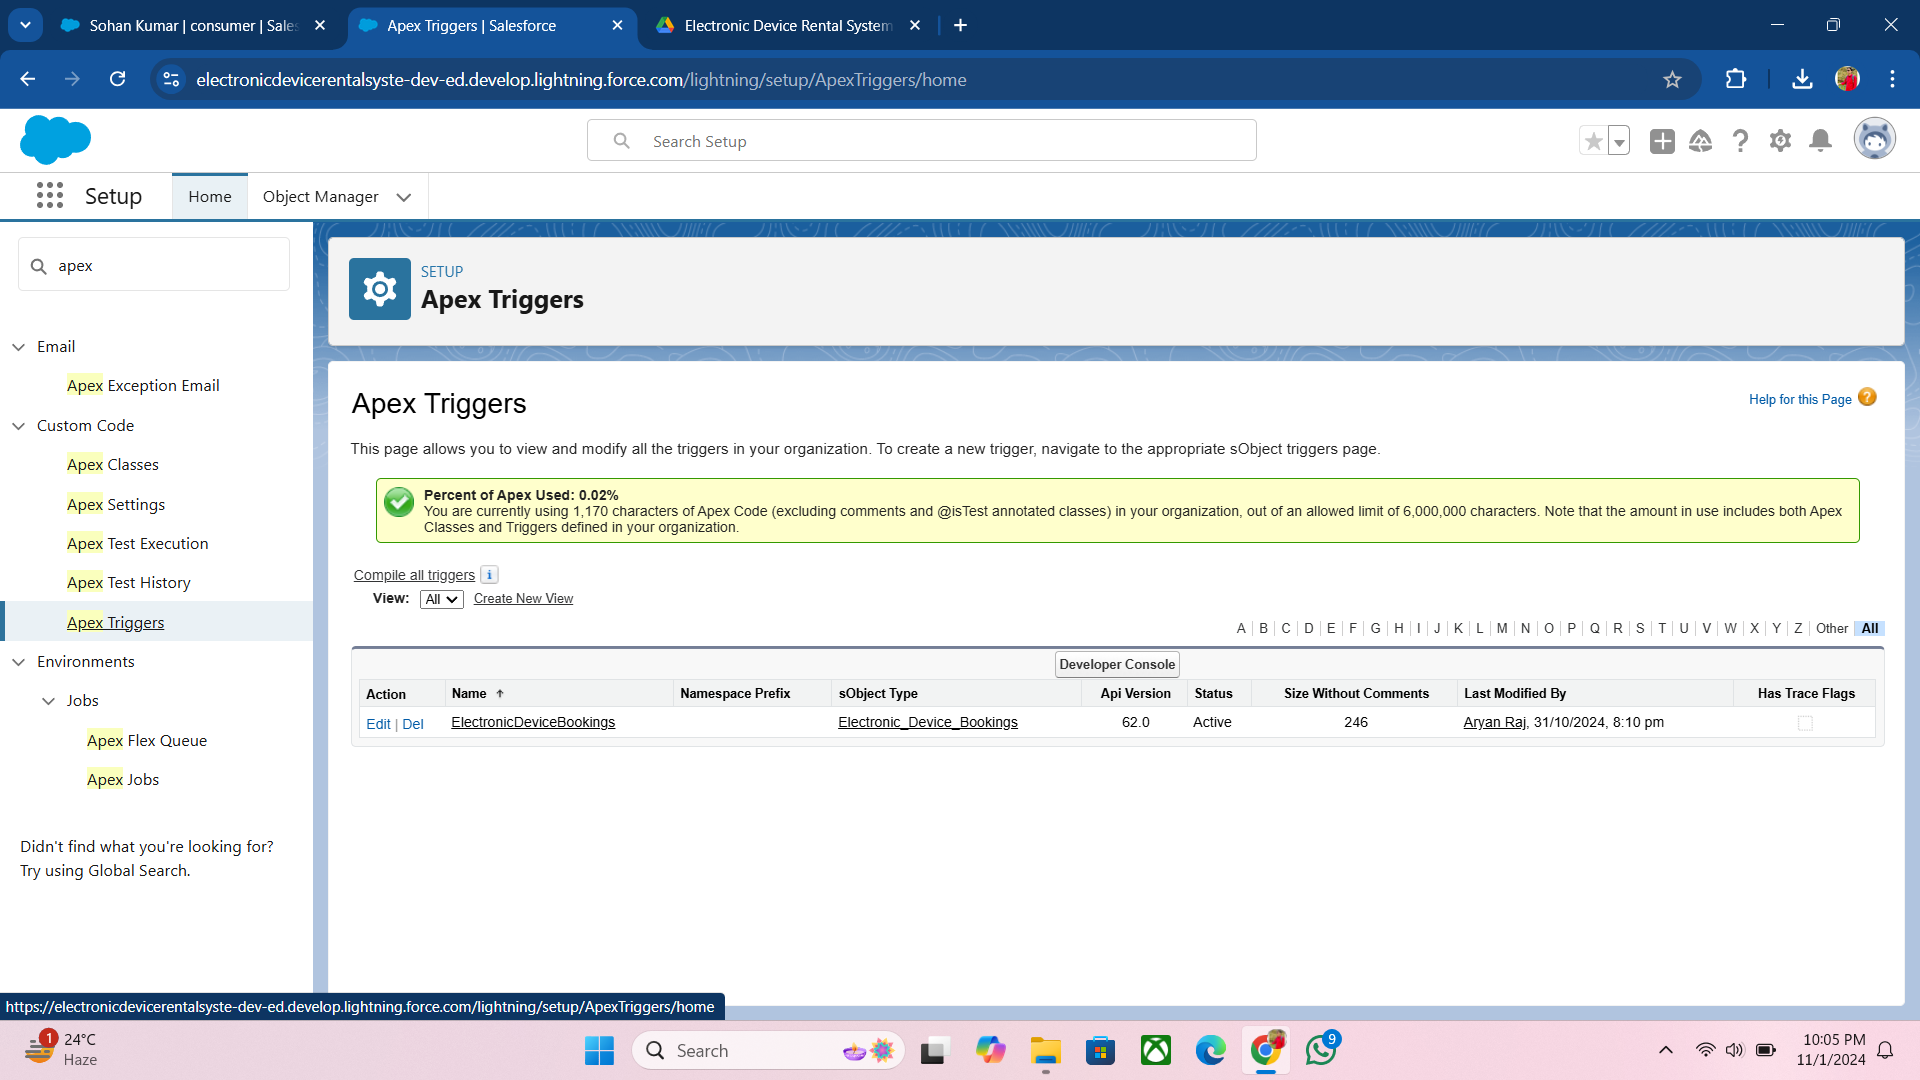 Sohan Kumar | consumer | Sales
Apex Triggers | Salesforce
Electronic Device Rental System
electronicdevicerentalsyste-dev-ed.develop.lightning.force.com/lightning/setup/ApexTriggers/home
Search Setup
Setup
Home
Object Manager
apex
Email
Apex Exception Email
Custom Code
Apex Classes
Apex Settings
Apex Test Execution
Apex Test History
Apex Triggers
Environments
Jobs
Apex Flex Queue
Apex Jobs
Didn't find what you're looking for?
Try using Global Search.
SETUP
Apex Triggers
Apex Triggers
Help for this Page
This page allows you to view and modify all the triggers in your organization. To create a new trigger, navigate to the appropriate sObject triggers page.
Percent of Apex Used: 0.02%
You are currently using 1,170 characters of Apex Code (excluding comments and @isTest annotated classes) in your organization, out of an allowed limit of 6,000,000 characters. Note that the amount in use includes both Apex
Classes and Triggers defined in your organization.
Compile all triggers i
View: All Create New View
A | B | C | D | E | F | G | H | I | J | K | L | M | N | O | P | Q | R | S | T | U | V | W | X | Y | Z | Other | All
Developer Console
Action Name ↑ Namespace Prefix sObject Type Api Version Status Size Without Comments Last Modified By Has Trace Flags
Edit | Del ElectronicDeviceBookings Electronic_Device_Bookings 62.0 Active 246 Aryan Raj, 31/10/2024, 8:10 pm
https://electronicdevicerentalsyste-dev-ed.develop.lightning.force.com/lightning/setup/ApexTriggers/home
1
24°C
Haze
Search
9
10:05 PM
11/1/2024